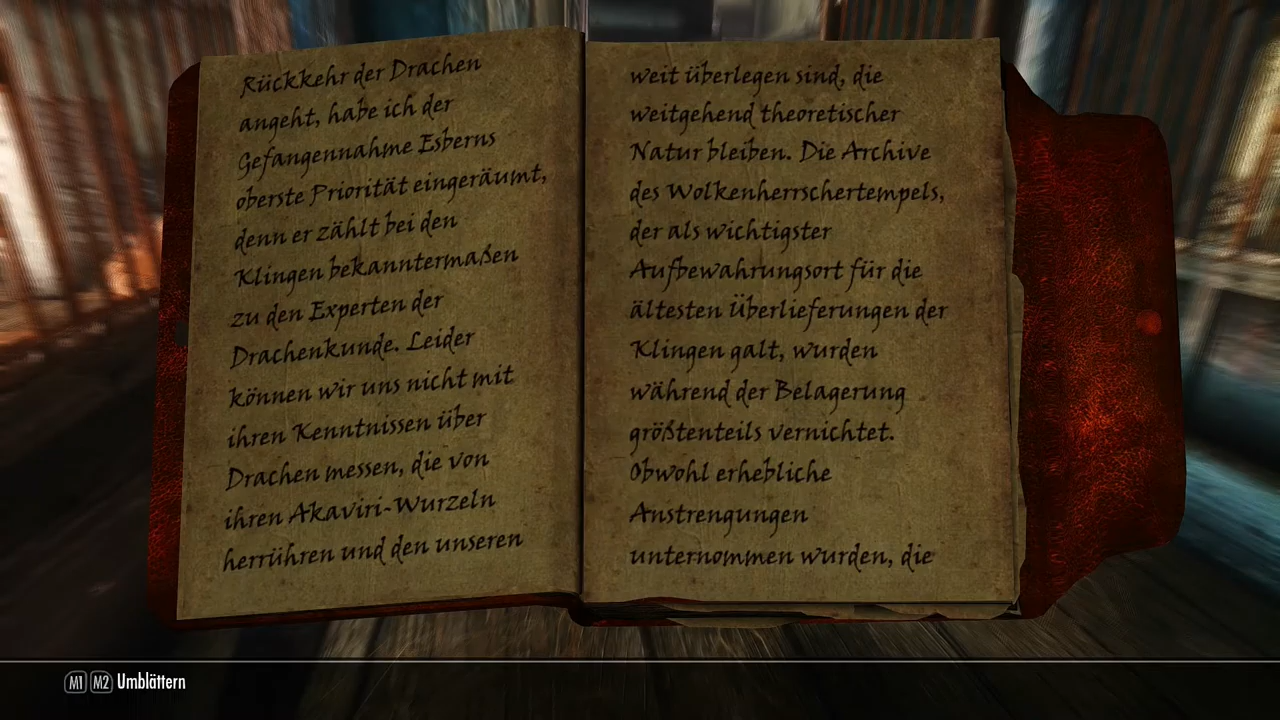 Rückkehr der Drachen
angeht, habe ich der
Gefangennahme Esberns
oberste Priorität eingeräumt,
denn er zählt bei den
Klingen bekanntermaßen
zu den Experten der
Drachenkunde. Leider
können wir uns nicht mit
ihren Kenntnissen über
Drachen messen, die von
ihren Akaviri-Wurzeln
herrühren und den unseren
weit überlegen sind, die
weitgehend theoretischer
Natur bleiben. Die Archive
des Wolkenherrschertempels,
der als wichtigster
Aufbewahrungsort für die
ältesten Überlieferungen der
Klingen galt, wurden
während der Belagerung
größtenteils vernichtet.
Obwohl erhebliche
Anstrengungen
unternommen wurden, die
M1 M2 Umblättern